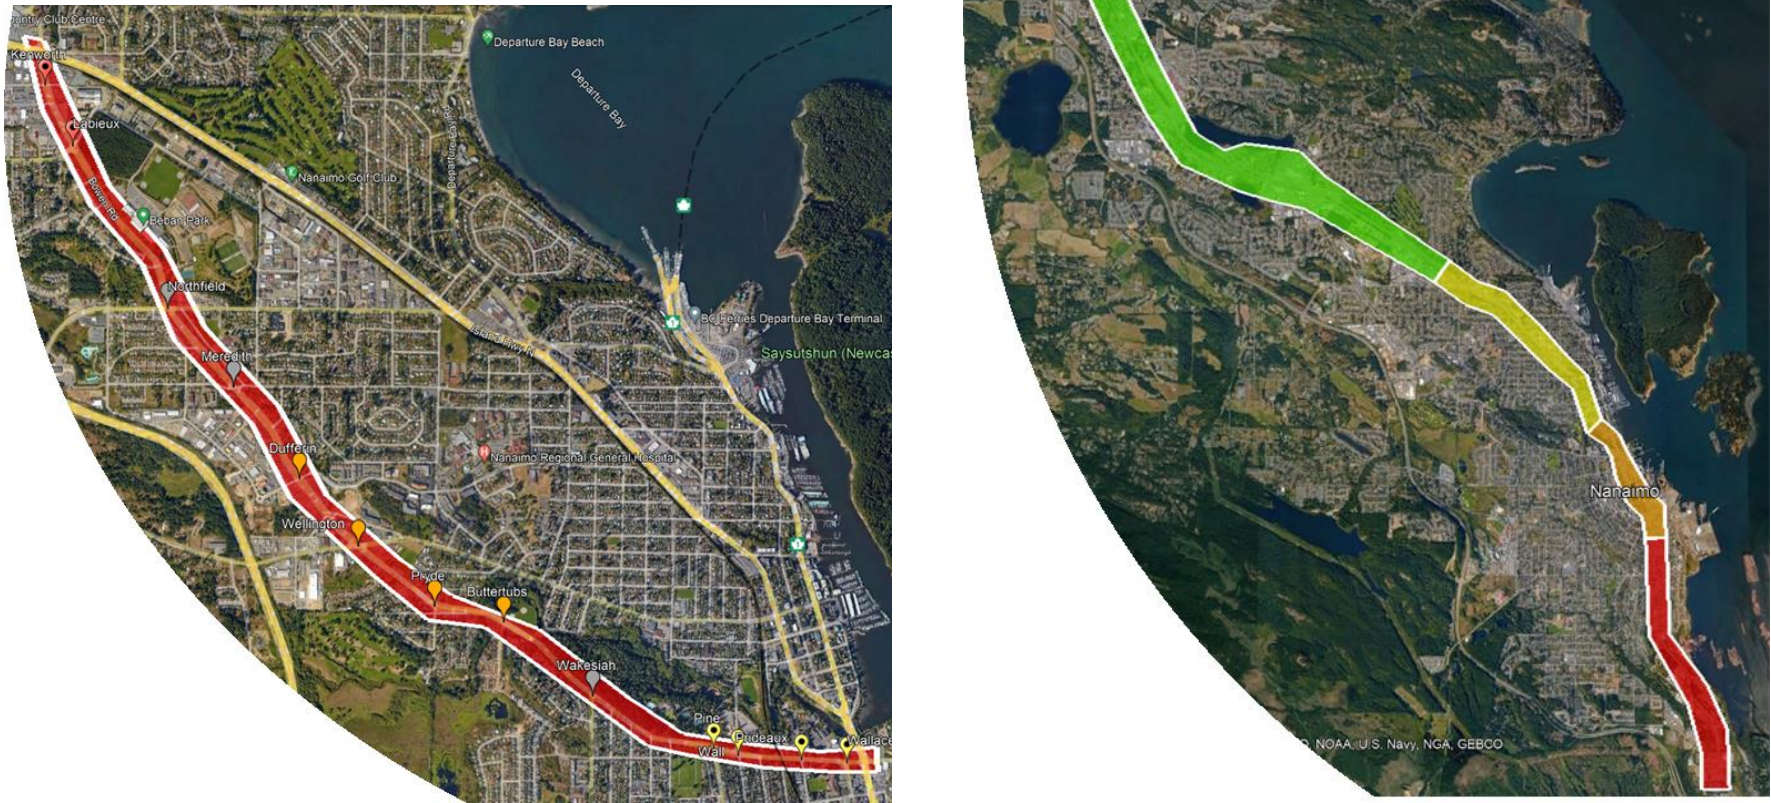 Country Club Centre
Kenworth
Departure Bay Beach
Departure Bay
Labieux
Departure Bay
Nanaimo Golf Club
Bowen Rd
Beban Park
Northfield
BC Ferries Departure Bay Terminal
Island Hwy N
Saysutshun (Newcas
Meredith
Dufferin
H
Nanaimo Regional General Hospital
Wellington
1
1
Pryde
Buttertubs
Wakesiah
Pine
Prideaux
Wallace
Wall
Nanaimo
O, NOAA, U.S. Navy, NGA, GEBCO